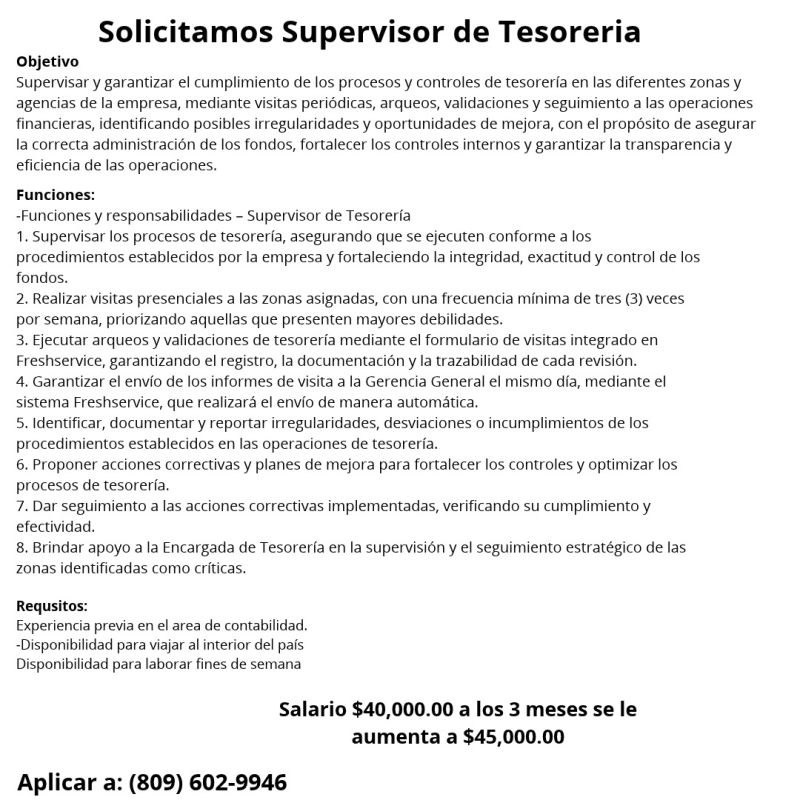 Solicitamos Supervisor de Tesoreria
Objetivo
Supervisar y garantizar el cumplimiento de los procesos y controles de tesorería en las diferentes zonas y
agencias de la empresa, mediante visitas periódicas, arqueos, validaciones y seguimiento a las operaciones
financieras, identificando posibles irregularidades y oportunidades de mejora, con el propósito de asegurar
la correcta administración de los fondos, fortalecer los controles internos y garantizar la transparencia y
eficiencia de las operaciones.
Funciones:
-Funciones y responsabilidades – Supervisor de Tesorería
1. Supervisar los procesos de tesorería, asegurando que se ejecuten conforme a los
procedimientos establecidos por la empresa y fortaleciendo la integridad, exactitud y control de los
fondos.
2. Realizar visitas presenciales a las zonas asignadas, con una frecuencia mínima de tres (3) veces
por semana, priorizando aquellas que presenten mayores debilidades.
3. Ejecutar arqueos y validaciones de tesorería mediante el formulario de visitas integrado en
Freshservice, garantizando el registro, la documentación y la trazabilidad de cada revisión.
4. Garantizar el envío de los informes de visita a la Gerencia General el mismo día, mediante el
sistema Freshservice, que realizará el envío de manera automática.
5. Identificar, documentar y reportar irregularidades, desviaciones o incumplimientos de los
procedimientos establecidos en las operaciones de tesorería.
6. Proponer acciones correctivas y planes de mejora para fortalecer los controles y optimizar los
procesos de tesorería.
7. Dar seguimiento a las acciones correctivas implementadas, verificando su cumplimiento y
efectividad.
8. Brindar apoyo a la Encargada de Tesorería en la supervisión y el seguimiento estratégico de las
zonas identificadas como críticas.
Requsitos:
Experiencia previa en el area de contabilidad.
-Disponibilidad para viajar al interior del país
Disponibilidad para laborar fines de semana
Salario $40,000.00 a los 3 meses se le
aumenta a $45,000.00
Aplicar a: (809) 602-9946